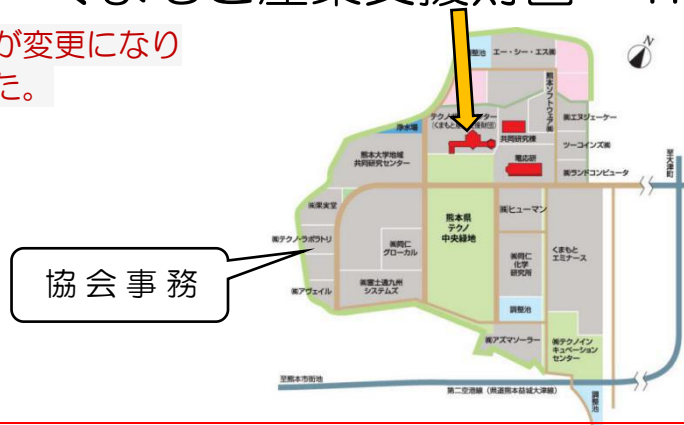 くまもと産業支援財団
が変更になり
た。
N
調整池
エー・シー・エス㈱
熊本ソフトウェア㈱
㈱エヌジェーケー
浄水場
共同研究棟
ツーコインズ㈱
熊本大学地域
共同研究センター
電応研
㈱ランドコンピュータ
至大津町
㈱果実堂
熊本県
テクノ
中央緑地
㈱ヒューマン
㈱テクノ・ラボラトリ
㈱同仁
グローカル
㈱同仁
化学
研究所
くまもと
エミナース
協会事務
㈱アヴェイル
㈱富士通九州
システムズ
調整池
㈱アズマソーラー
㈱テクノイン
キュベーション
センター
至熊本市街地
第二空港線（県道熊本益城大津線）
調整池